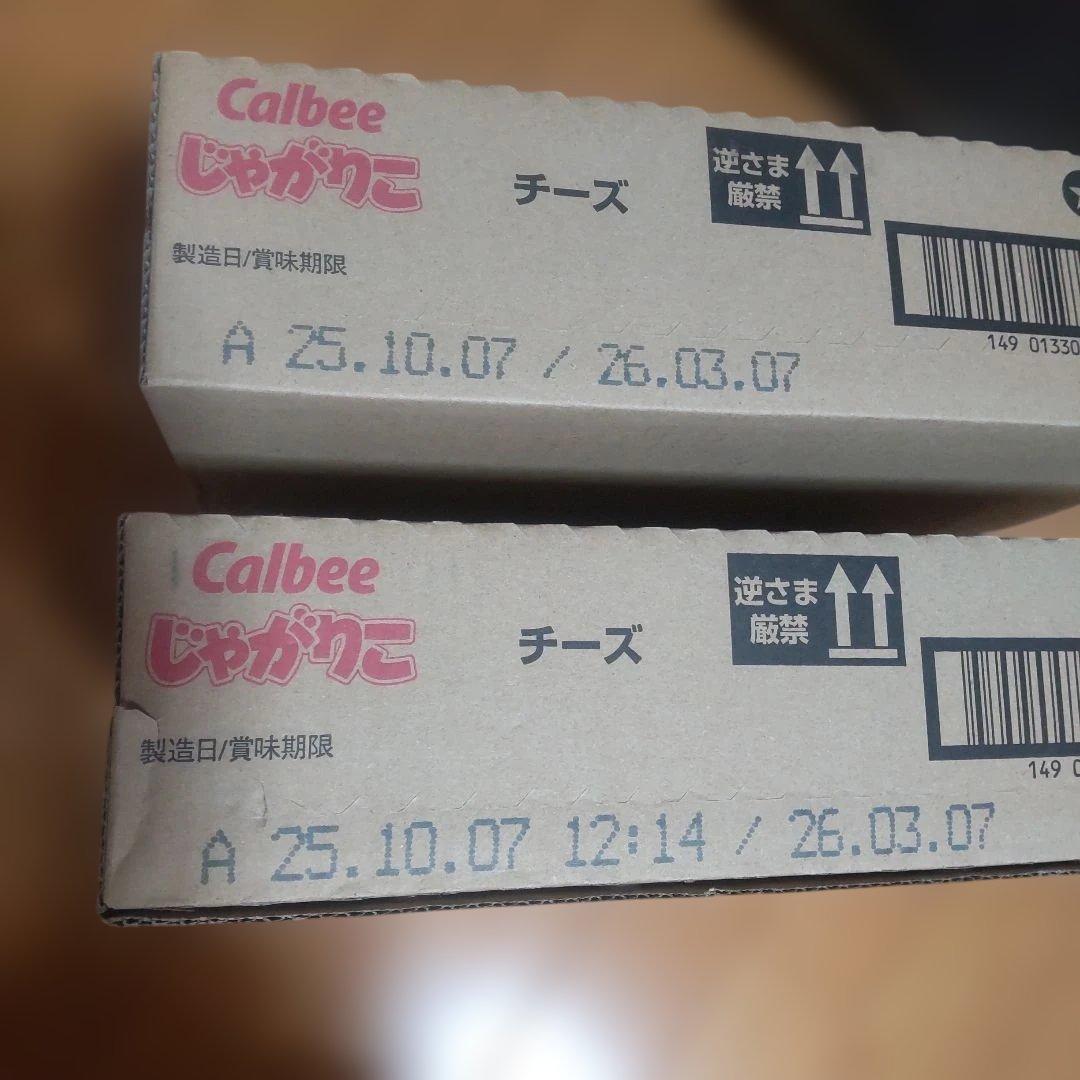 Calbee
じゃがりこ
チーズ
逆さま
厳禁
製造日/賞味期限
149 01330
A 25.10.07 / 26.03.07
Calbee
じゃがりこ
チーズ
逆さま
厳禁
製造日/賞味期限
149
A 25.10.07 12:14 / 26.03.07